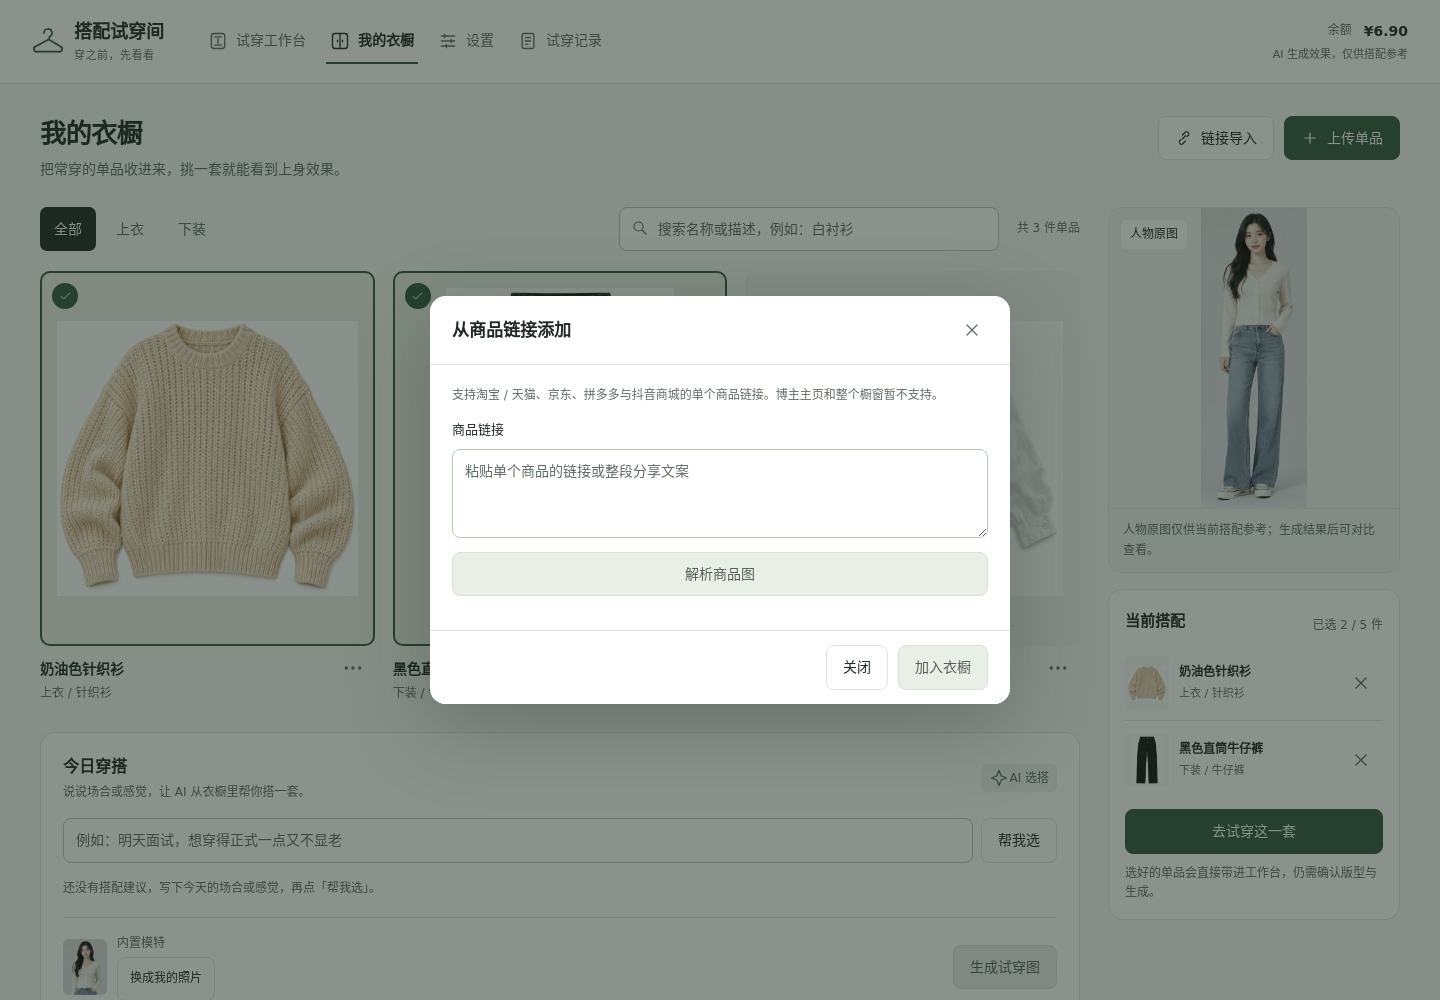 搭配试穿间
穿之前，先看看
试穿工作台
我的衣橱
设置
试穿记录
余额 ¥6.90
AI 生成效果，仅供搭配参考
我的衣橱
把常穿的单品收进来，挑一套就能看到上身效果。
链接导入
上传单品
全部
上衣
下装
搜索名称或描述，例如：白衬衫
共 3 件单品
人物原图
人物原图仅供当前搭配参考；生成结果后可对比
查看。
从商品链接添加
支持淘宝 / 天猫、京东、拼多多与抖音商城的单个商品链接。博主主页和整个橱窗暂不支持。
商品链接
粘贴单个商品的链接或整段分享文案
解析商品图
关闭
加入衣橱
奶油色针织衫
上衣 / 针织衫
黑色直
下装 /
当前搭配
已选 2 / 5 件
奶油色针织衫
上衣 / 针织衫
黑色直筒牛仔裤
下装 / 牛仔裤
去试穿这一套
选好的单品会直接带进工作台，仍需确认版型与
生成。
今日穿搭
说说场合或感觉，让 AI 从衣橱里帮你搭一套。
AI 选搭
例如：明天面试，想穿得正式一点又不显老
帮我选
还没有搭配建议，写下今天的场合或感觉，再点「帮我选」。
内置模特
换成我的照片
生成试穿图